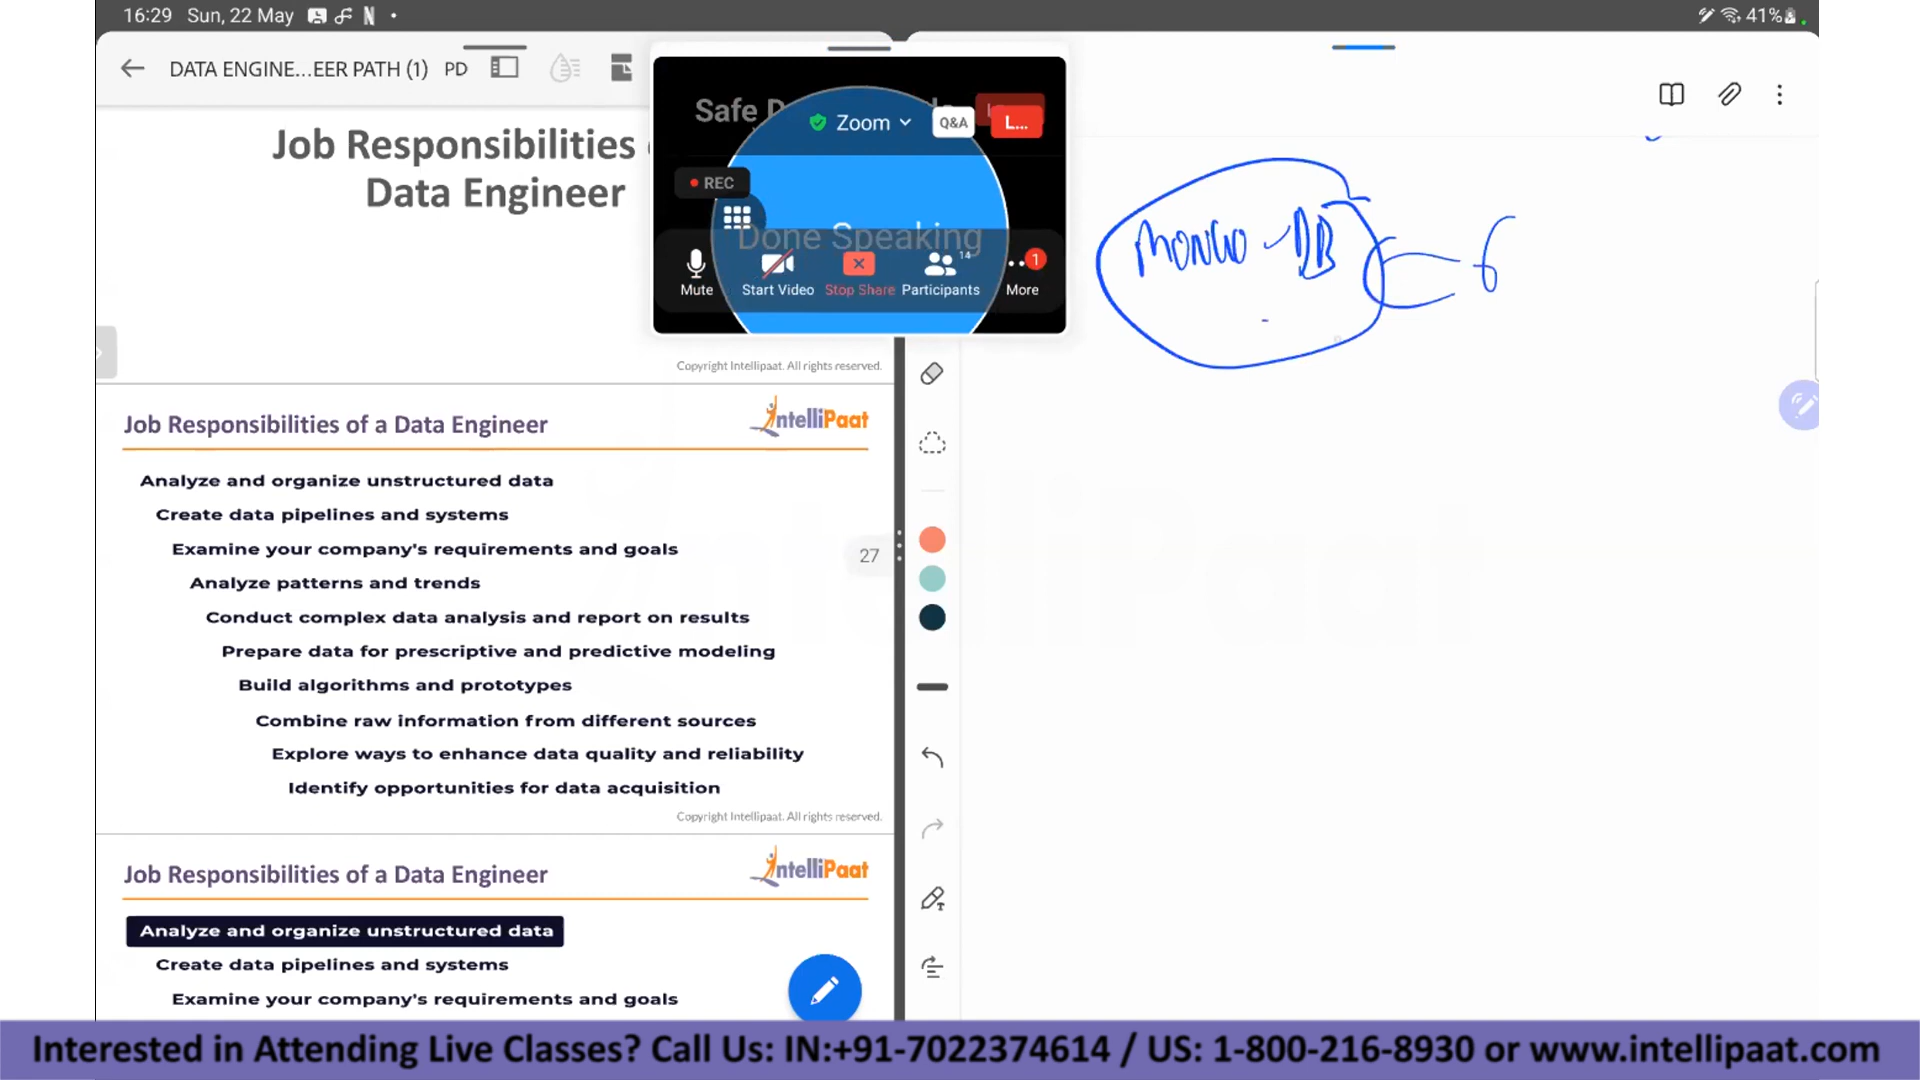 16:29 Sun, 22 May
41%
DATA ENGINE...EER PATH (1) PD
Job Responsibilities
Data Engineer
Safe
Zoom
Q&A
L...
REC
Done Speaking
14
1
Mute
Start Video
Stop Share
Participants
More
MONGO-DB
Copyright Intellipaat. All rights reserved.
Job Responsibilities of a Data Engineer
IntelliPaat
Analyze and organize unstructured data
Create data pipelines and systems
Examine your company's requirements and goals
27
Analyze patterns and trends
Conduct complex data analysis and report on results
Prepare data for prescriptive and predictive modeling
Build algorithms and prototypes
Combine raw information from different sources
Explore ways to enhance data quality and reliability
Identify opportunities for data acquisition
Copyright Intellipaat. All rights reserved.
Job Responsibilities of a Data Engineer
IntelliPaat
Analyze and organize unstructured data
Create data pipelines and systems
Examine your company's requirements and goals
Interested in Attending Live Classes? Call Us: IN:+91-7022374614 / US: 1-800-216-8930 or www.intellipaat.com